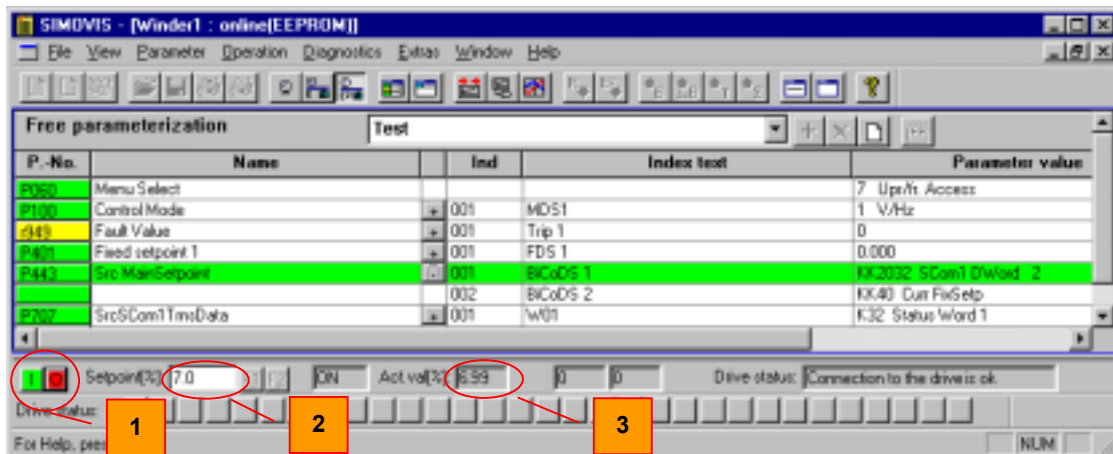 SIMOVIS - [Winder1 : online(EEPROM)]
File View Parameter Operation Diagnostics Extras Window Help
Free parameterization Test
P.-No. Name Ind Index text Parameter value
P060 Menu Select 7 Upr/fr. Access
P100 Control Mode + 001 MDS1 1 V/Hz
r949 Fault Value + 001 Trip 1 0
P401 Fixed setpoint 1 + 001 FDS 1 0.000
P443 Src MainSetpoint - 001 BiCoDS 1 KK2032 SCom1 DWord 2
002 BiCoDS 2 KK40 Curr FixSetp
P707 SrcSCom1TrnsData + 001 W01 K32 Status Word 1
Setpoint[%] 7.0 ON Act.val[%] 6.99 0 0 Drive status: Connection to the drive is ok.
Drive status:
1 2 3
For Help, pres NUM